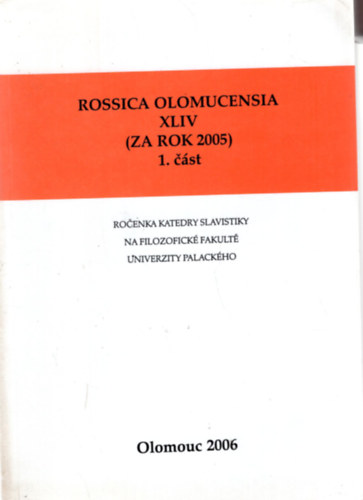 ROSSICA OLOMUCENSIA
XLIV
(ZA ROK 2005)
1. část
ROČENKA KATEDRY SLAVISTIKY
NA FILOZOFICKÉ FAKULTĚ
UNIVERZITY PALACKÉHO
Olomouc 2006